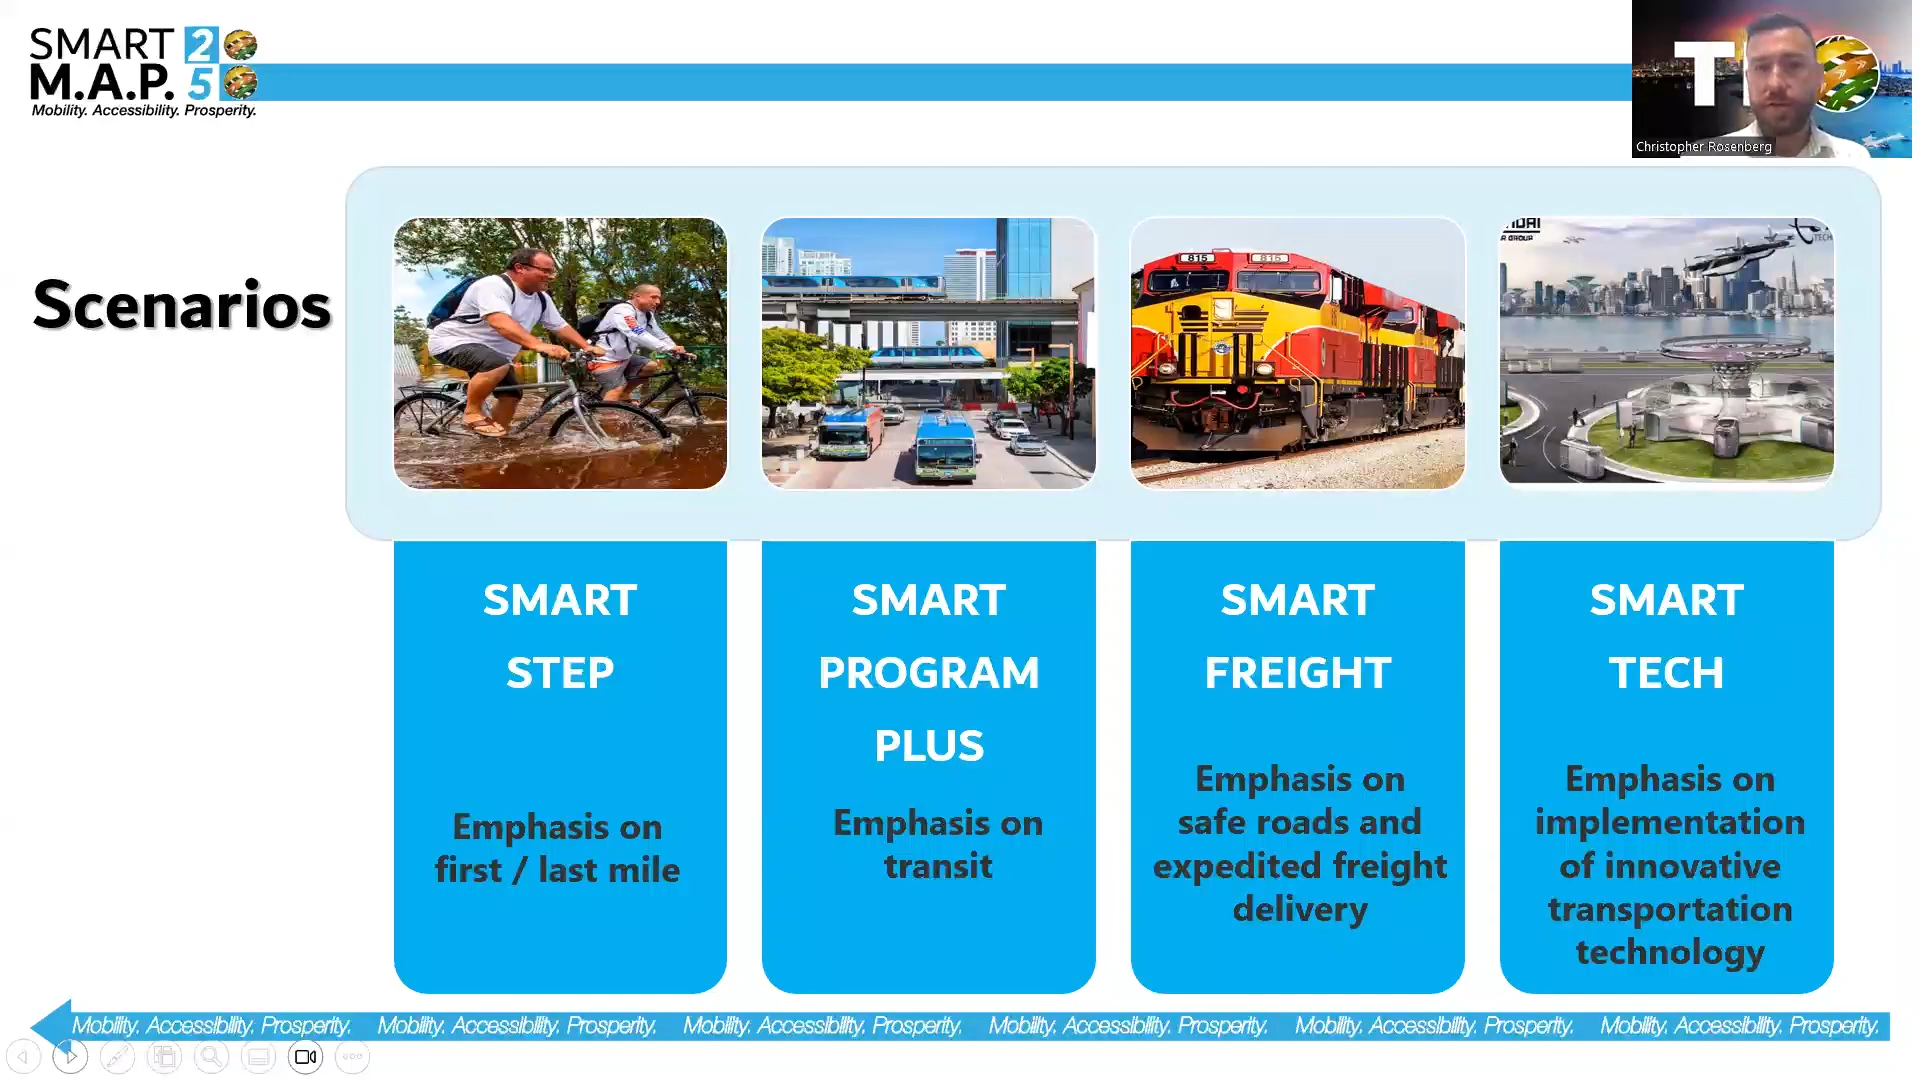 SMART 20
M.A.P. 50
Mobility. Accessibility. Prosperity.
Christopher Rosenberg
Scenarios
815
815
TECH
SMART
STEP
Emphasis on
first / last mile
SMART
PROGRAM
PLUS
Emphasis on
transit
SMART
FREIGHT
Emphasis on
safe roads and
expedited freight
delivery
SMART
TECH
Emphasis on
implementation
of innovative
transportation
technology
Mobility. Accessibility. Prosperity. Mobility. Accessibility. Prosperity. Mobility. Accessibility. Prosperity. Mobility. Accessibility. Prosperity. Mobility. Accessibility. Prosperity. Mobility. Accessibility. Prosperity.